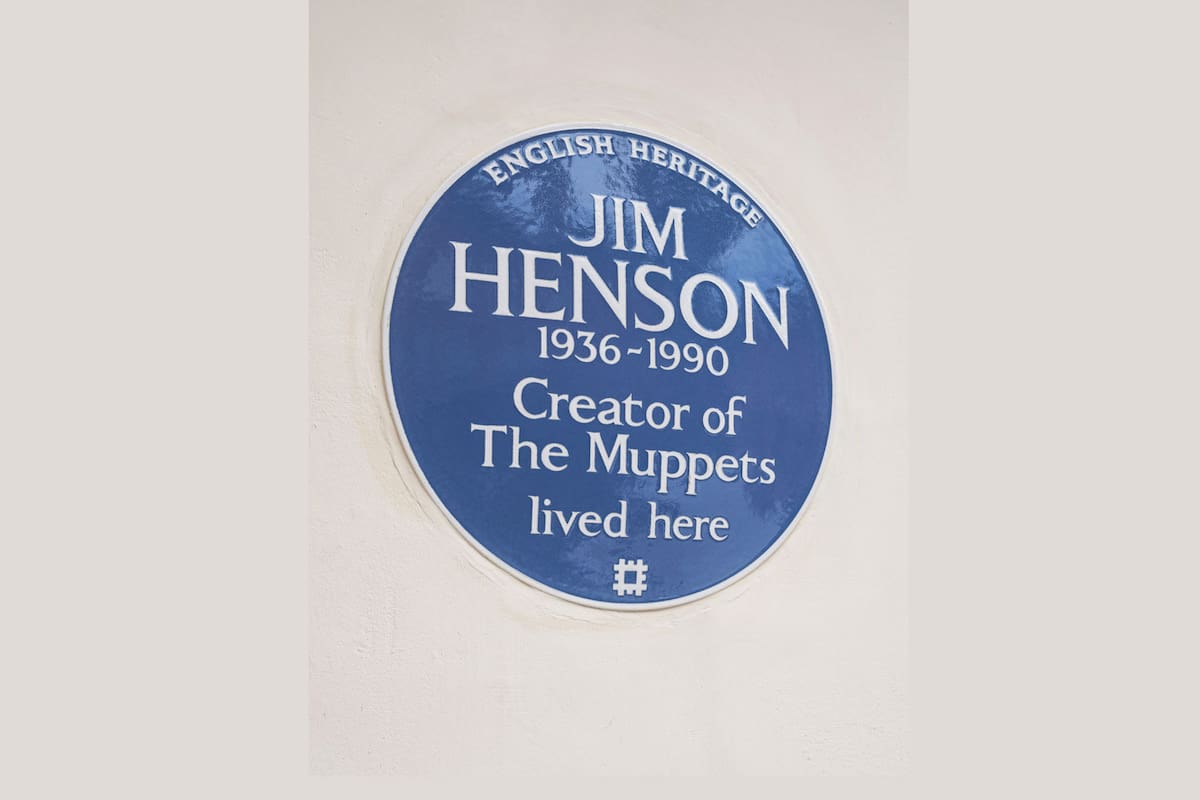 ENGLISH HERITAGE
JIM
HENSON
1936~1990
Creator of
The Muppets
lived here